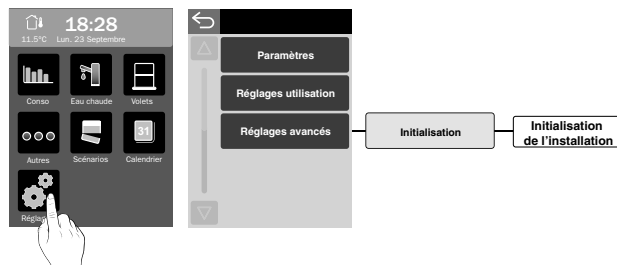 18:28
11.5°C Lun. 23 Septembre
Conso Eau chaude Volets
31
Autres Scénarios Calendrier
Paramètres
Réglages utilisation
Réglages avancés
Initialisation
Initialisation
de l'installation